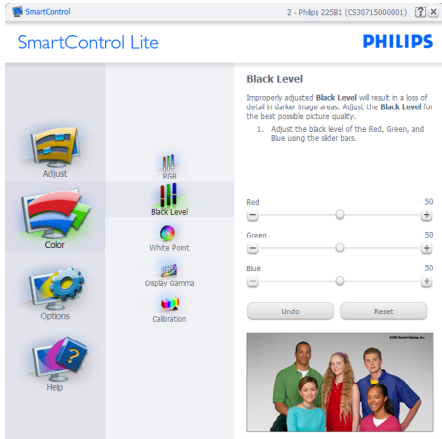 SmartControl
2 - Philips 225B1 (CS30715000001)
SmartControl Lite
PHILIPS
Adjust
Color
Options
Help
RGB
Black Level
White Point
Display Gamma
Calibration
Black Level
Improperly adjusted Black Level will result in a loss of
detail in darker image areas. Adjust the Black Level for
the best possible picture quality.
1. Adjust the black level of the Red, Green, and
Blue using the slider bars.
Red 50
Green 50
Blue 50
Undo Reset